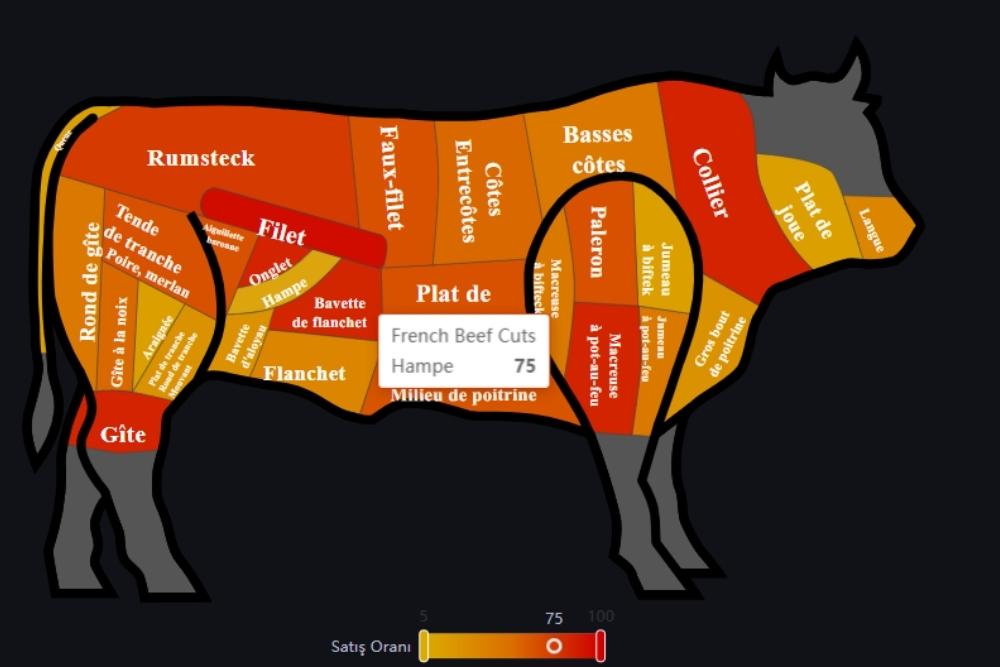 Queue
Rumsteck
Faux-filet
Entrecôtes
Côtes
Basses
côtes
Collier
Plat de
joue
Langue
Rond de gîte
Tende
de tranche
Poire, merlan
Gîte à la noix
Araignée
Plat de tranche
Rond de tranche
Mouvant
Gîte
Aiguillette
baronne
Filet
Onglet
Hampe
Bavette
de flanchet
Bavette
d'aloyau
Flanchet
Plat de
French Beef Cuts
Hampe 75
Milieu de poitrine
Macreuse
à bifteck
Paleron
Jumeau
à biftek
Macreuse
à pot-au-feu
Jumeau
à pot-au-feu
Gros bout
de poitrine
5 75 100
Satış Oranı